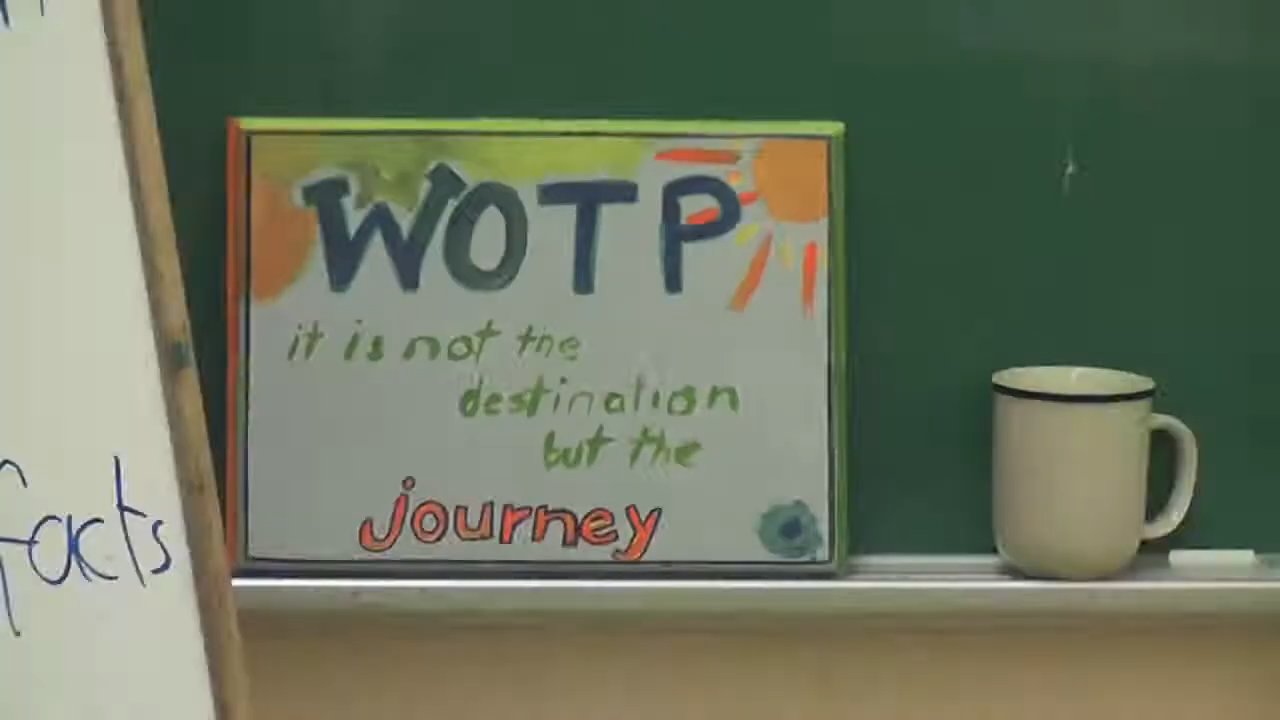 WOTP
it is not the
destination
but the
journey
facts